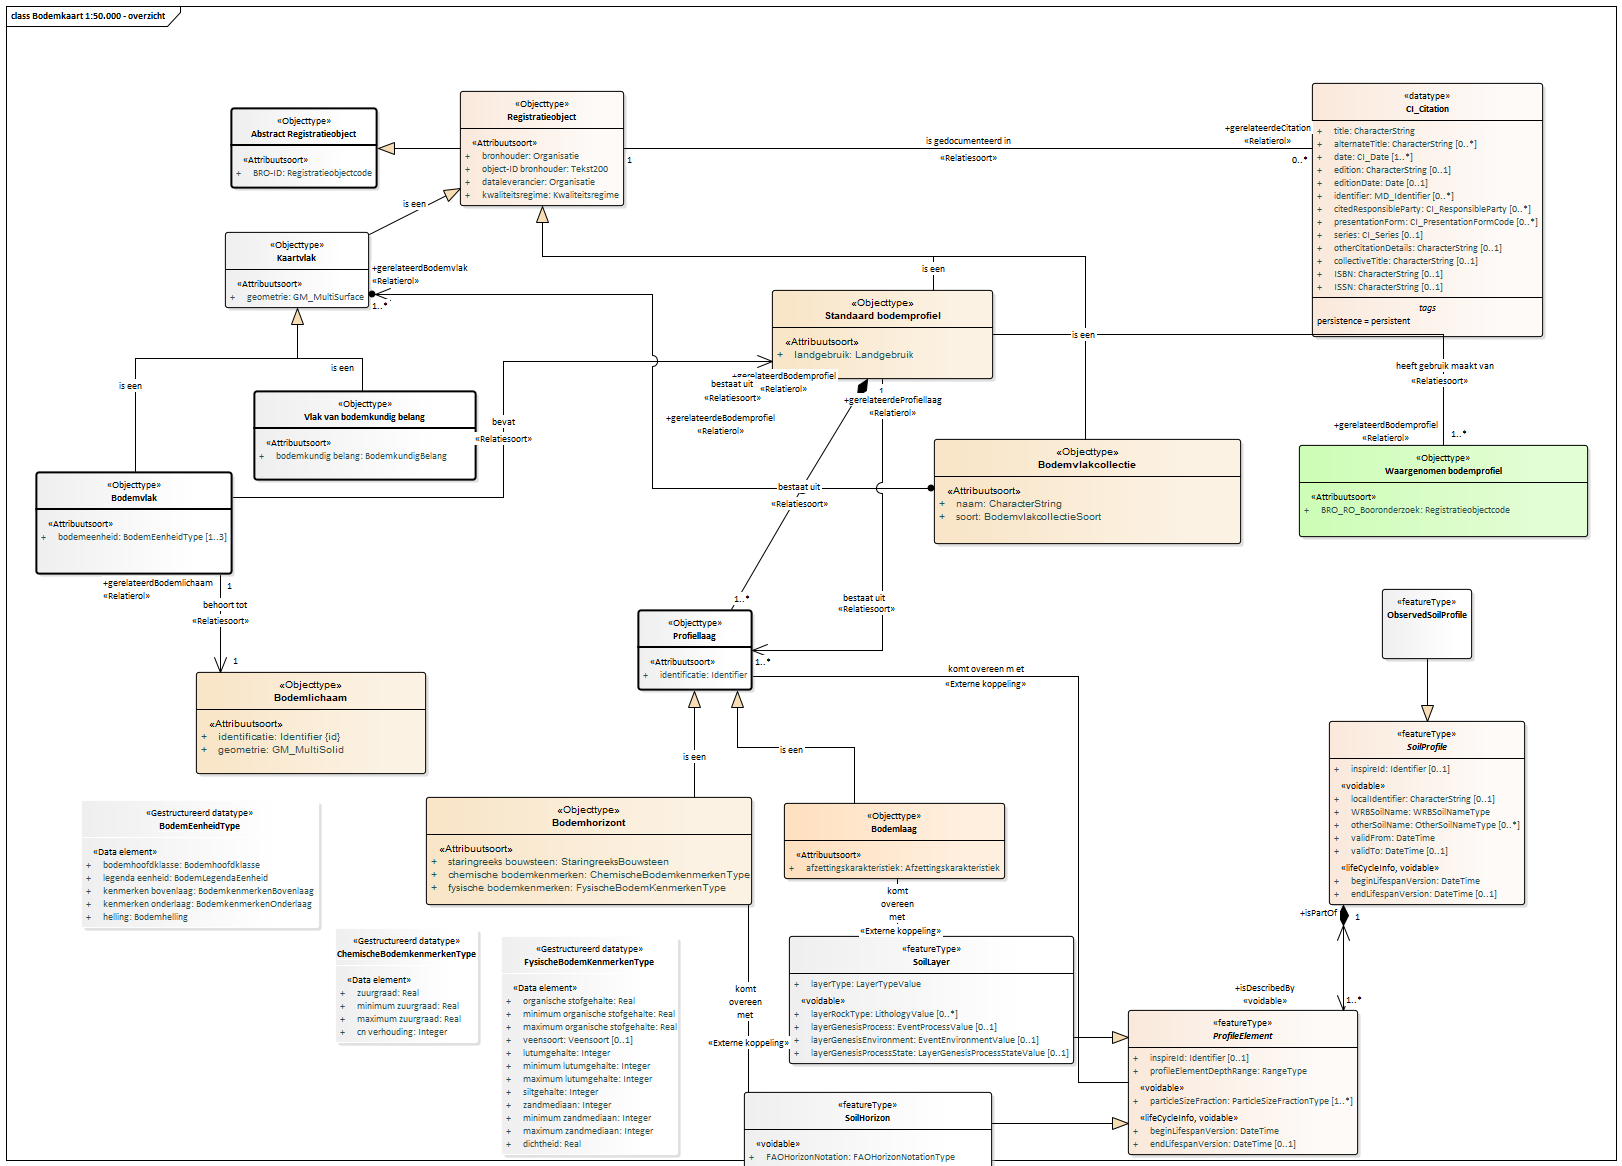 class Bodemkaart 1:50.000 - overzicht
«Objecttype»
Abstract Registratieobject
«Attribuutsoort»
+ BRO-ID: Registratieobjectcode
«Objecttype»
Registratieobject
«Attribuutsoort»
+ bronhouder: Organisatie
+ object-ID bronhouder: Tekst200
+ dataleverancier: Organisatie
+ kwaliteitsregime: Kwaliteitsregime
1
is gedocumenteerd in
«Relatiesoort»
+gerelateerdeCitation
«Relatierol»
0..*
«datatype»
CI_Citation
+ title: CharacterString
+ alternateTitle: CharacterString [0..*]
+ date: CI_Date [1..*]
+ edition: CharacterString [0..1]
+ editionDate: Date [0..1]
+ identifier: MD_Identifier [0..*]
+ citedResponsibleParty: CI_ResponsibleParty [0..*]
+ presentationForm: CI_PresentationFormCode [0..*]
+ series: CI_Series [0..1]
+ otherCitationDetails: CharacterString [0..1]
+ collectiveTitle: CharacterString [0..1]
+ ISBN: CharacterString [0..1]
+ ISSN: CharacterString [0..1]
tags
persistence = persistent
is een
«Objecttype»
Kaartvlak
«Attribuutsoort»
+ geometrie: GM_MultiSurface
+gerelateerdBodemvlak
«Relatierol»
1..*
is een
«Objecttype»
Standaard bodemprofiel
«Attribuutsoort»
+ landgebruik: Landgebruik
is een
heeft gebruik maakt van
«Relatiesoort»
+gerelateerdBodemprofiel
«Relatierol»
1..*
«Objecttype»
Waargenomen bodemprofiel
«Attribuutsoort»
+ BRO_RO_Booronderzoek: Registratieobjectcode
is een
is een
«Objecttype»
Vlak van bodemkundig belang
«Attribuutsoort»
+ bodemkundig belang: BodemkundigBelang
bevat
«Relatiesoort»
+gerelateerdBodemprofiel
«Relatierol»
bestaat uit
«Relatiesoort»
+gerelateerdeBodemprofiel
«Relatierol»
1
+gerelateerdeProfiellaag
«Relatierol»
«Objecttype»
Bodemvlakcollectie
«Attribuutsoort»
+ naam: CharacterString
+ soort: BodemvlakcollectieSoort
bestaat uit
«Relatiesoort»
«Objecttype»
Bodemvlak
«Attribuutsoort»
+ bodemeenheid: BodemEenheidType [1..3]
+gerelateerdBodemlichaam
«Relatierol»
1
behoort tot
«Relatiesoort»
1
«Objecttype»
Bodemlichaam
«Attribuutsoort»
+ identificatie: Identifier {id}
+ geometrie: GM_MultiSolid
1..*
bestaat uit
«Relatiesoort»
«Objecttype»
Profiellaag
«Attribuutsoort»
+ identificatie: Identifier
1..*
komt overeen m et
«Externe koppeling»
is een
is een
«featureType»
ObservedSoilProfile
«featureType»
SoilProfile
+ inspireId: Identifier [0..1]
«voidable»
+ localIdentifier: CharacterString [0..1]
+ WRBSoilName: WRBSoilNameType
+ otherSoilName: OtherSoilNameType [0..*]
+ validFrom: DateTime
+ validTo: DateTime [0..1]
«lifeCycleInfo, voidable»
+ beginLifespanVersion: DateTime
+ endLifespanVersion: DateTime [0..1]
+isPartOf
1
+isDescribedBy
«voidable»
1..*
«Gestructureerd datatype»
BodemEenheidType
«Data element»
+ bodemhoofdklasse: Bodemhoofdklasse
+ legenda eenheid: BodemLegendaEenheid
+ kenmerken bovenlaag: BodemkenmerkenBovenlaag
+ kenmerken onderlaag: BodemkenmerkenOnderlaag
+ helling: Bodemhelling
«Objecttype»
Bodemhorizont
«Attribuutsoort»
+ staringreeks bouwsteen: StaringreeksBouwsteen
+ chemische bodemkenmerken: ChemischeBodemkenmerkenType
+ fysische bodemkenmerken: FysischeBodemKenmerkenType
«Objecttype»
Bodemlaag
«Attribuutsoort»
+ afzettingskarakteristiek: Afzettingskarakteristiek
komt
overeen
met
«Externe koppeling»
«Gestructureerd datatype»
ChemischeBodemkenmerkenType
«Data element»
+ zuurgraad: Real
+ minimum zuurgraad: Real
+ maximum zuurgraad: Real
+ cn verhouding: Integer
«Gestructureerd datatype»
FysischeBodemKenmerkenType
«Data element»
+ organische stofgehalte: Real
+ minimum organische stofgehalte: Real
+ maximum organische stofgehalte: Real
+ veensoort: Veensoort [0..1]
+ lutumgehalte: Integer
+ minimum lutumgehalte: Integer
+ maximum lutumgehalte: Integer
+ siltgehalte: Integer
+ zandmediaan: Integer
+ minimum zandmediaan: Integer
+ maximum zandmediaan: Integer
+ dichtheid: Real
komt
overeen
met
«Externe koppeling»
«featureType»
SoilLayer
+ layerType: LayerTypeValue
«voidable»
+ layerRockType: LithologyValue [0..*]
+ layerGenesisProcess: EventProcessValue [0..1]
+ layerGenesisEnvironment: EventEnvironmentValue [0..1]
+ layerGenesisProcessState: LayerGenesisProcessStateValue [0..1]
«featureType»
ProfileElement
+ inspireId: Identifier [0..1]
+ profileElementDepthRange: RangeType
«voidable»
+ particleSizeFraction: ParticleSizeFractionType [1..*]
«lifeCycleInfo, voidable»
+ beginLifespanVersion: DateTime
+ endLifespanVersion: DateTime [0..1]
«featureType»
SoilHorizon
«voidable»
+ FAOHorizonNotation: FAOHorizonNotationType